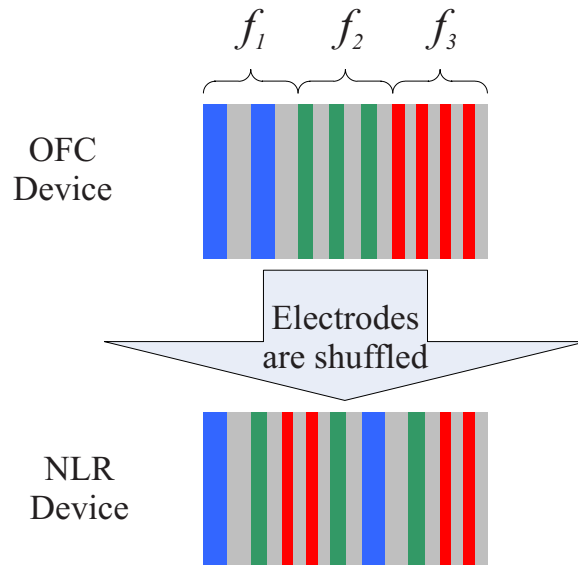 f1 f2 f3
OFC
Device
Electrodes
are shuffled
NLR
Device